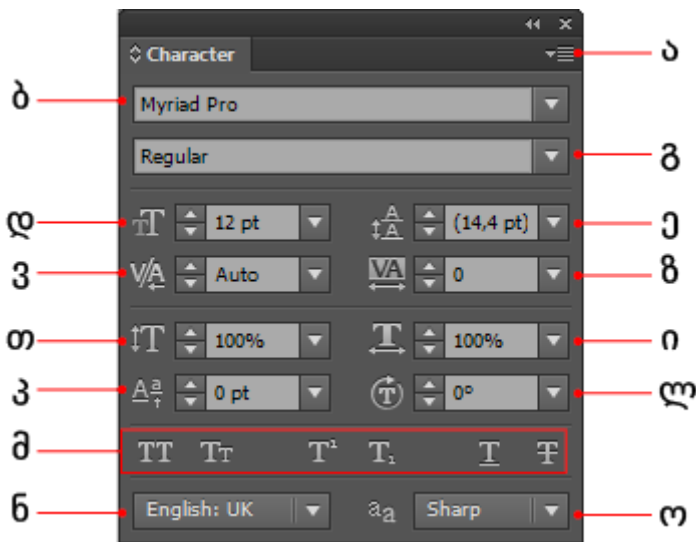 ა
Character
ბ
Myriad Pro
Regular
გ
დ
12 pt
(14,4 pt)
ე
ვ
Auto
0
ზ
თ
100%
100%
ი
კ
0 pt
0°
ლ
მ
TT Tт T¹ T₁ T T
ნ
English: UK
aa
Sharp
ო